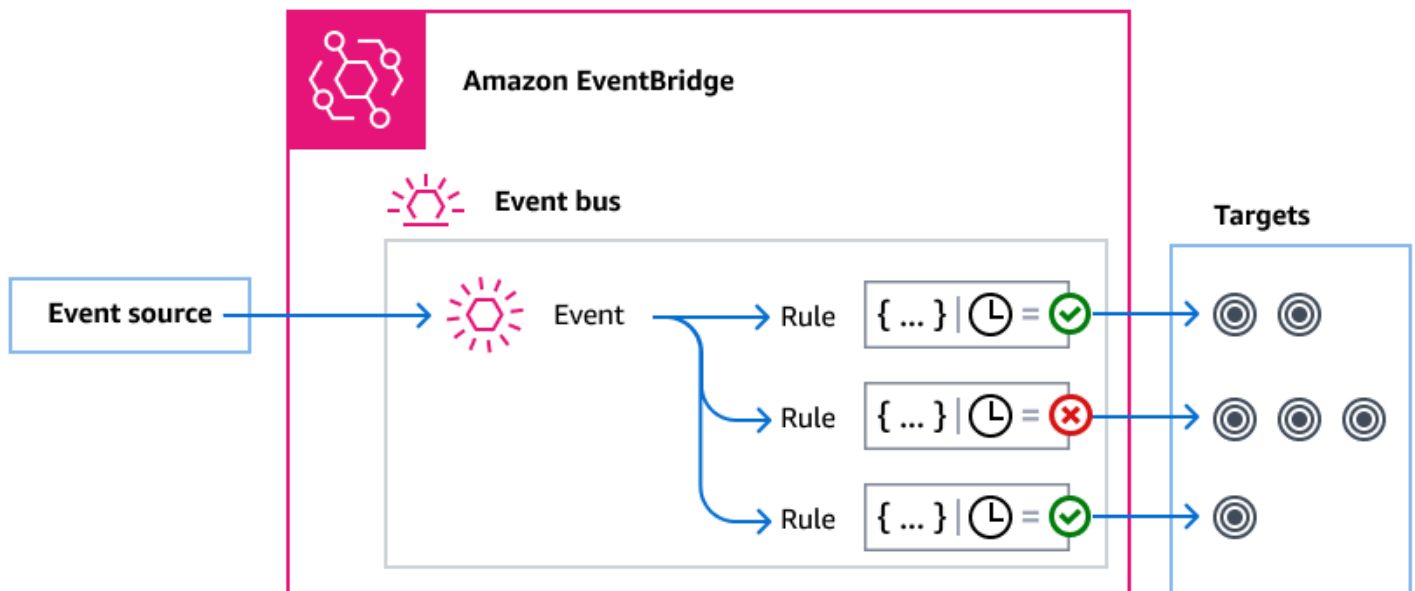 Amazon EventBridge
Event bus
Targets
Event source
Event
Rule { ... } | =
Rule { ... } | =
Rule { ... } | =